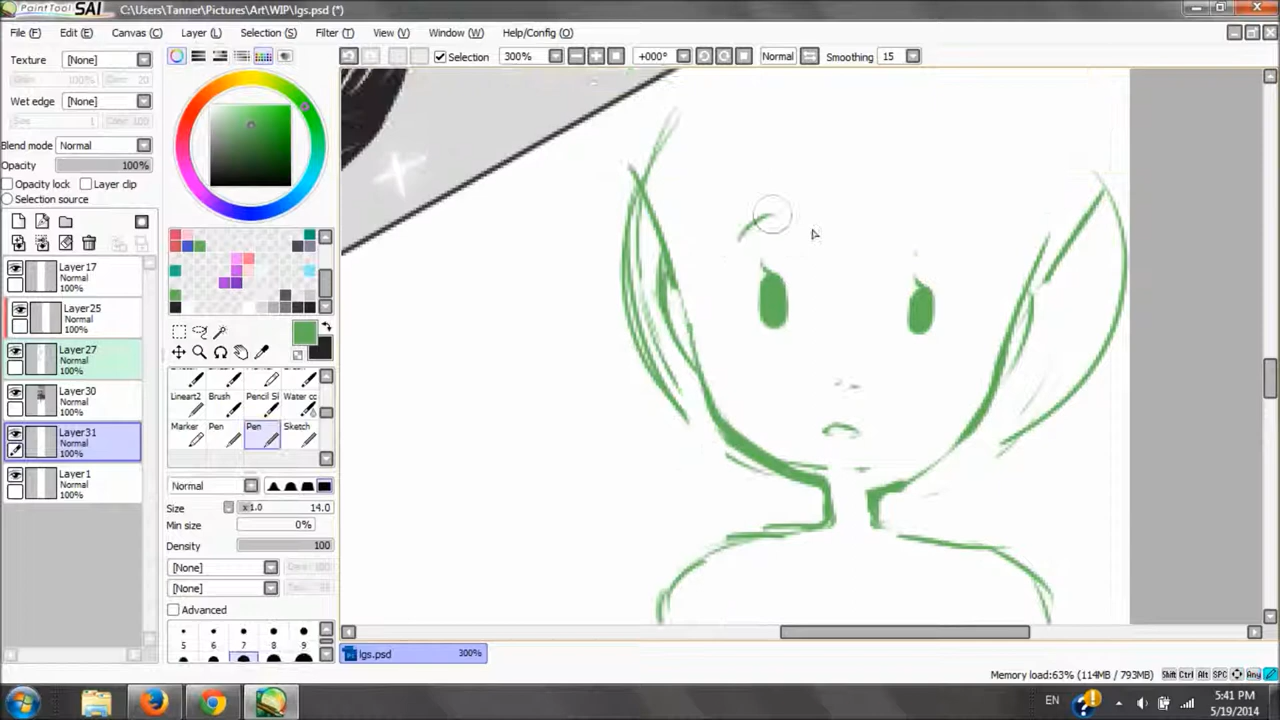 PaintTool SAI C:\Users\Tanner\Pictures\Art\WIP\lgs.psd (*)
File (F) Edit (E) Canvas (C) Layer (L) Selection (S) Filter (T) View (V) Window (W) Help/Config (O)
Texture [None]
Selection 300% +000° Normal Smoothing 15
Wet edge [None]
Blend mode Normal
Opacity 100%
Opacity lock Layer clip
Selection source
Layer17
Normal
100%
Layer25
Normal
100%
Layer27
Normal
100%
Layer30
Normal
100%
Layer31
Normal
100%
Layer1
Normal
100%
Lineart2 Brush Pencil Water cc
Marker Pen Pen Sketch
Normal
Size x1.0 14.0
Min size 0%
Density 100
[None]
[None]
Advanced
5 6 7 8 9
lgs.psd 300%
Memory load:63% (114MB / 793MB) Shift Ctrl Alt SPC Any
EN 5:41 PM
5/19/2014